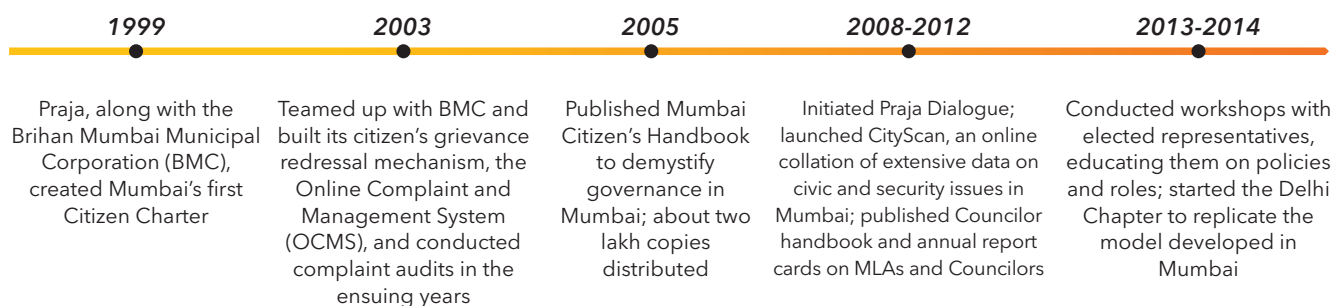 1999
Praja, along with the
Brihan Mumbai Municipal
Corporation (BMC),
created Mumbai’s first
Citizen Charter
2003
Teamed up with BMC and
built its citizen’s grievance
redressal mechanism, the
Online Complaint and
Management System
(OCMS), and conducted
complaint audits in the
ensuing years
2005
Published Mumbai
Citizen’s Handbook
to demystify
governance in
Mumbai; about two
lakh copies
distributed
2008-2012
Initiated Praja Dialogue;
launched CityScan, an online
collation of extensive data on
civic and security issues in
Mumbai; published Councilor
handbook and annual report
cards on MLAs and Councilors
2013-2014
Conducted workshops with
elected representatives,
educating them on policies
and roles; started the Delhi
Chapter to replicate the
model developed in
Mumbai